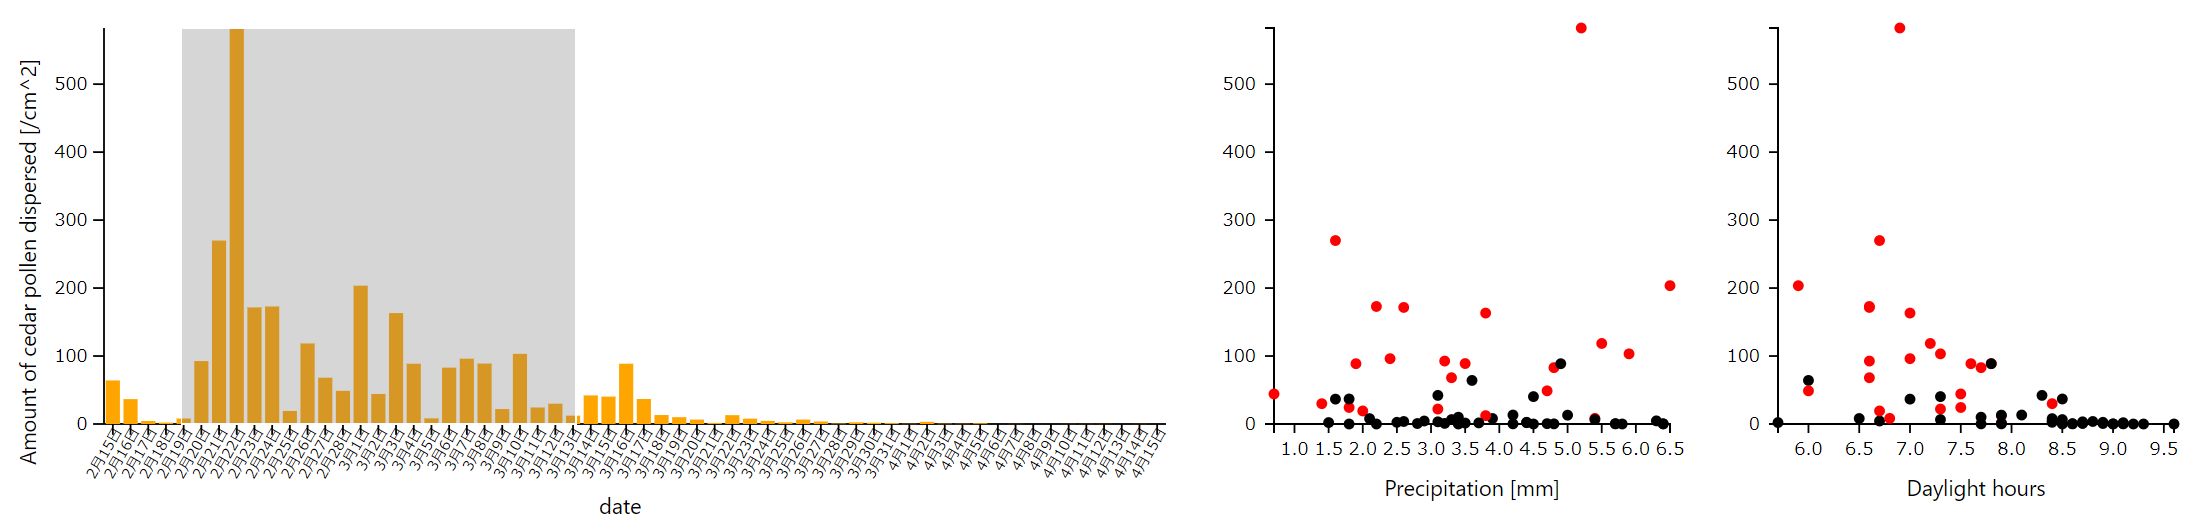 Amount of cedar pollen dispersed [/cm^2]
500
400
300
200
100
0
2月15日
2月16日
2月17日
2月18日
2月19日
2月20日
2月21日
2月22日
2月23日
2月24日
2月25日
2月26日
2月27日
2月28日
3月1日
3月2日
3月3日
3月4日
3月5日
3月6日
3月7日
3月8日
3月9日
3月10日
3月11日
3月12日
3月13日
3月14日
3月15日
3月16日
3月17日
3月18日
3月19日
3月20日
3月21日
3月22日
3月23日
3月24日
3月25日
3月26日
3月27日
3月28日
3月29日
3月30日
3月31日
4月1日
4月2日
4月3日
4月4日
4月5日
4月6日
4月7日
4月8日
4月9日
4月10日
4月11日
4月12日
4月13日
4月14日
4月15日
date
500
400
300
200
100
0
1.0 1.5 2.0 2.5 3.0 3.5 4.0 4.5 5.0 5.5 6.0 6.5
Precipitation [mm]
500
400
300
200
100
0
6.0 6.5 7.0 7.5 8.0 8.5 9.0 9.5
Daylight hours